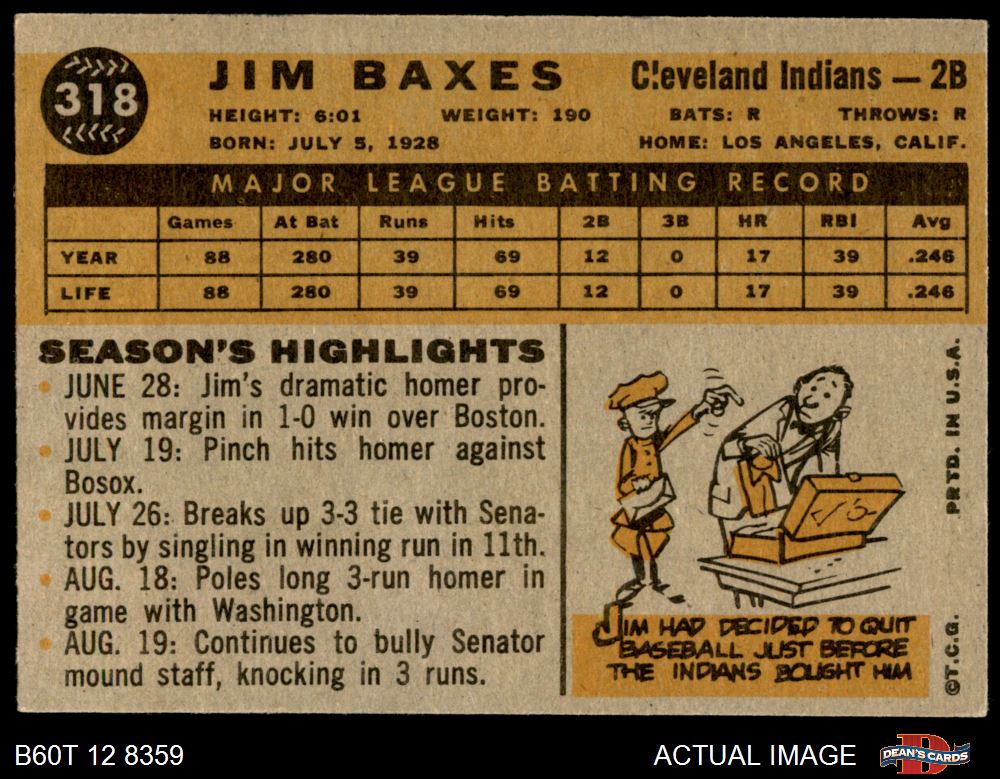 318
JIM BAXES
Cleveland Indians — 2B
HEIGHT: 6:01 WEIGHT: 190 BATS: R THROWS: R
BORN: JULY 5, 1928 HOME: LOS ANGELES, CALIF.
MAJOR LEAGUE BATTING RECORD
Games At Bat Runs Hits 2B 3B HR RBI Avg
YEAR 88 280 39 69 12 0 17 39 .246
LIFE 88 280 39 69 12 0 17 39 .246
SEASON'S HIGHLIGHTS
• JUNE 28: Jim's dramatic homer pro-
vides margin in 1-0 win over Boston.
• JULY 19: Pinch hits homer against
Bosox.
• JULY 26: Breaks up 3-3 tie with Sena-
tors by singling in winning run in 11th.
• AUG. 18: Poles long 3-run homer in
game with Washington.
• AUG. 19: Continues to bully Senator
mound staff, knocking in 3 runs.
JIM HAD DECIDED TO QUIT
BASEBALL JUST BEFORE
THE INDIANS BOUGHT HIM
©T.C.G. PRTD. IN U.S.A.
B60T 12 8359
ACTUAL IMAGE
D
DEAN'S CARDS